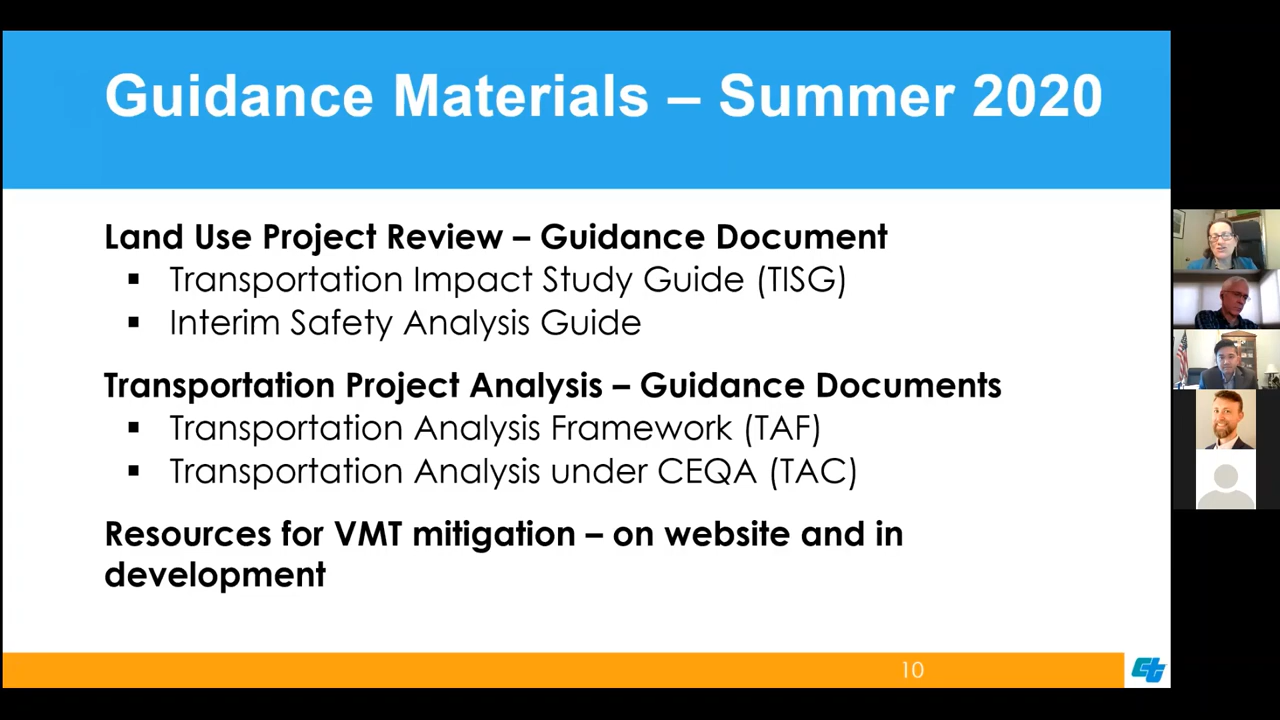 Guidance Materials – Summer 2020
Land Use Project Review – Guidance Document
▪ Transportation Impact Study Guide (TISG)
▪ Interim Safety Analysis Guide
Transportation Project Analysis – Guidance Documents
▪ Transportation Analysis Framework (TAF)
▪ Transportation Analysis under CEQA (TAC)
Resources for VMT mitigation – on website and in
development
10